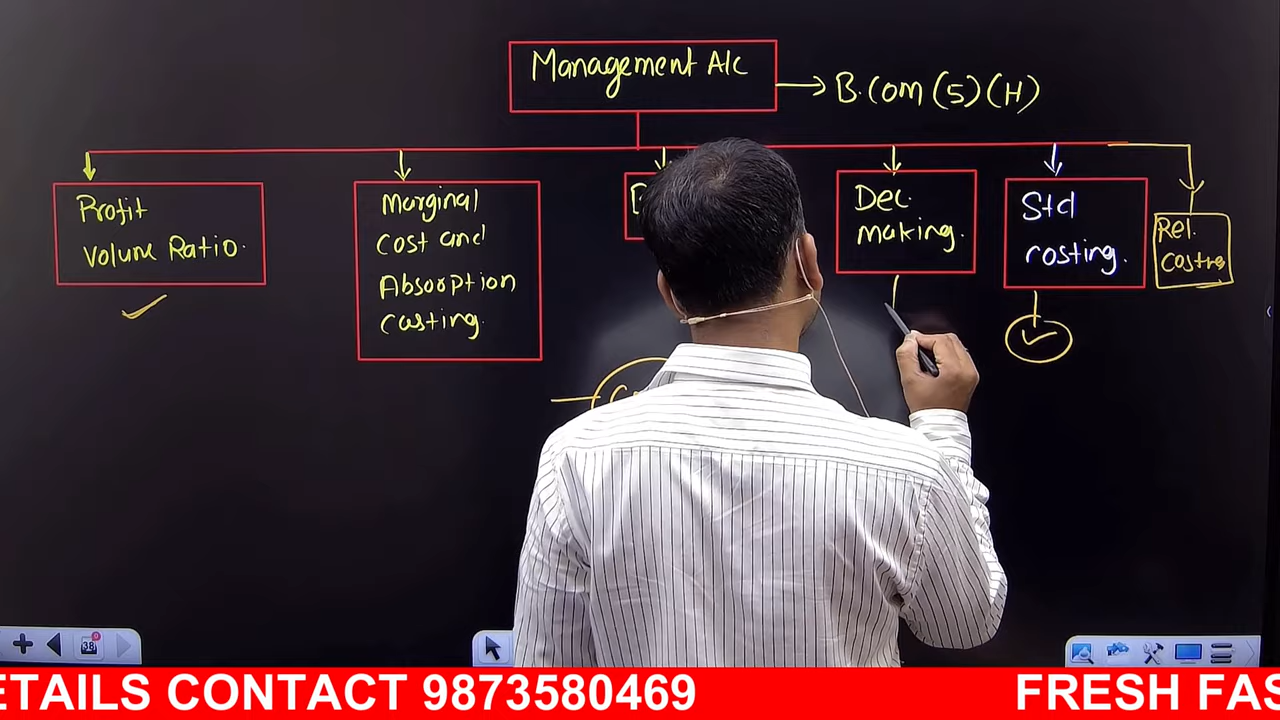 Management A/c
B.Com (5) (H)
Profit
Volume Ratio.
Marginal
Cost and
Absorption
Costing.
Dec.
making.
Std
costing.
Rel.
Costing
38
ETAILS CONTACT 9873580469
FRESH FAS